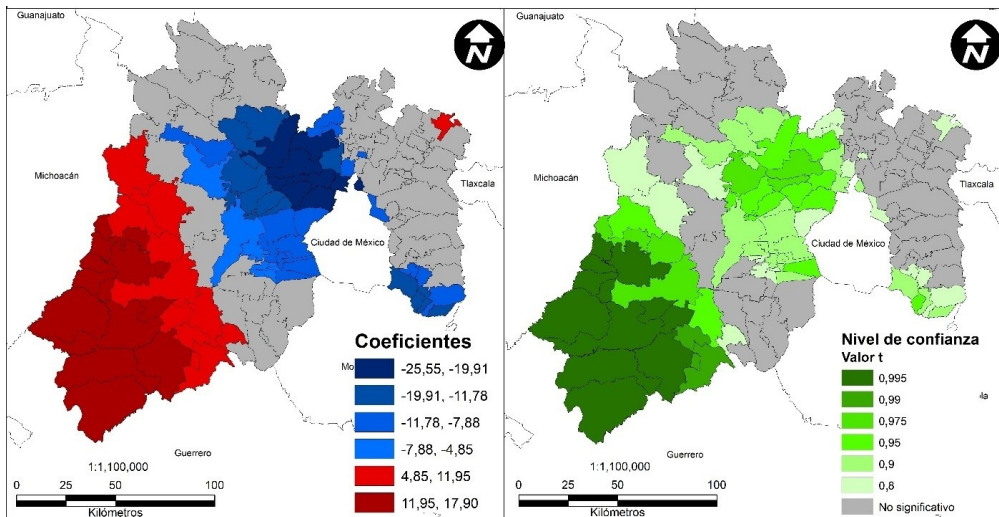 Guanajuato
N
Michoacán
Tlaxcala
Ciudad de México
Mo
Guerrero
Coeficientes
-25,55, -19,91
-19,91, -11,78
-11,78, -7,88
-7,88, -4,85
4,85, 11,95
11,95, 17,90
1:1,100,000
0 25 50 100
Kilómetros
Guanajuato
N
Michoacán
Tlaxcala
Ciudad de México
la
Guerrero
Nivel de confianza
Valor t
0,995
0,99
0,975
0,95
0,9
0,8
No significativo
1:1,100,000
0 25 50 100
Kilómetros